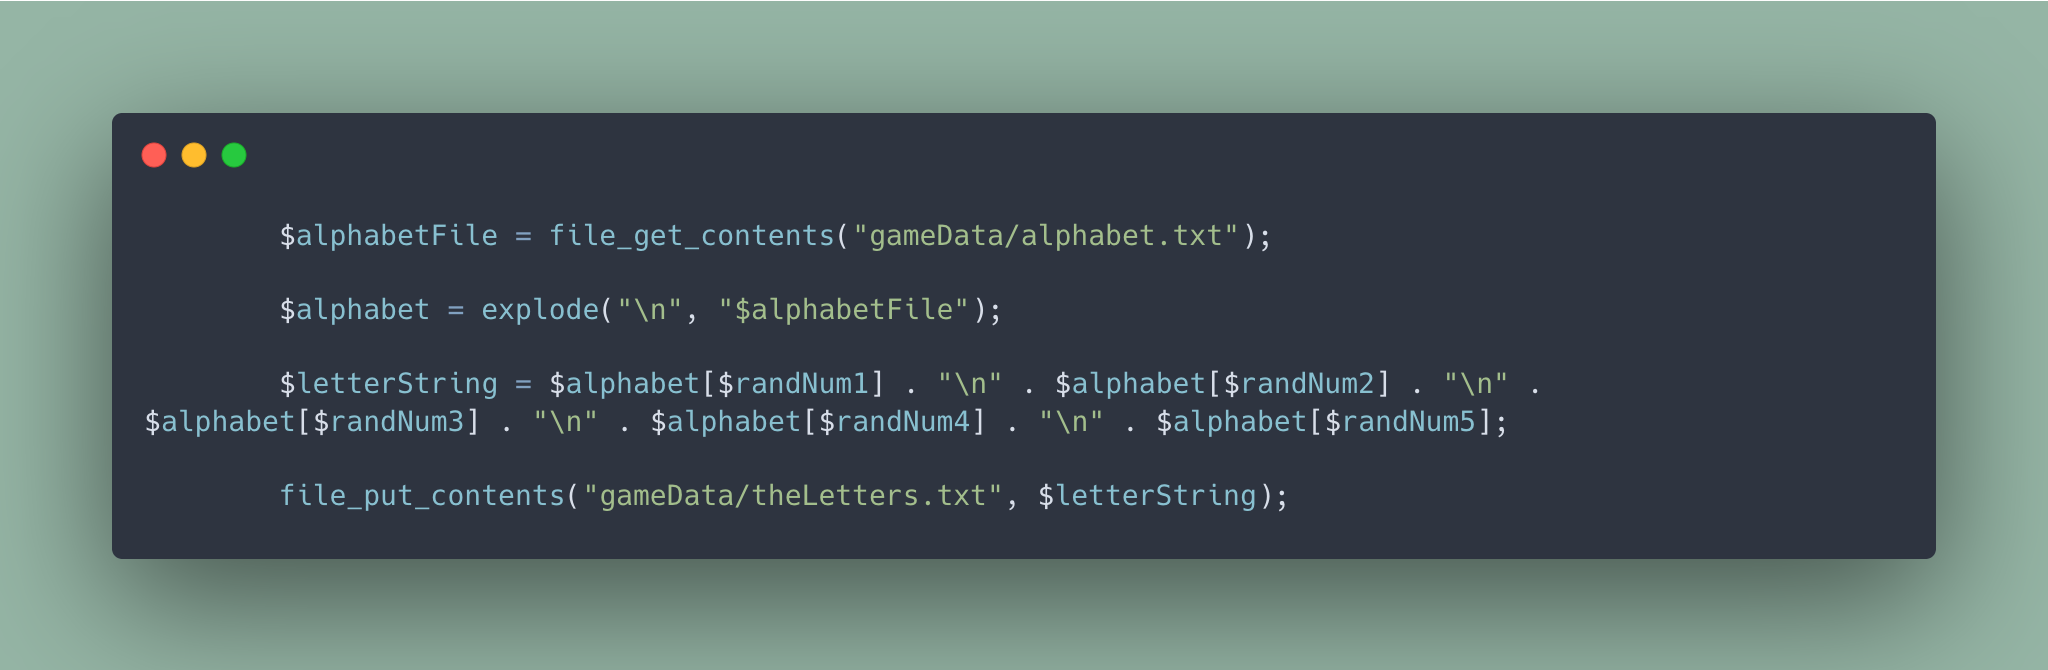 $alphabetFile = file_get_contents("gameData/alphabet.txt");
$alphabet = explode("\n", "$alphabetFile");
$letterString = $alphabet[$randNum1] . "\n" . $alphabet[$randNum2] . "\n" .
$alphabet[$randNum3] . "\n" . $alphabet[$randNum4] . "\n" . $alphabet[$randNum5];
file_put_contents("gameData/theLetters.txt", $letterString);